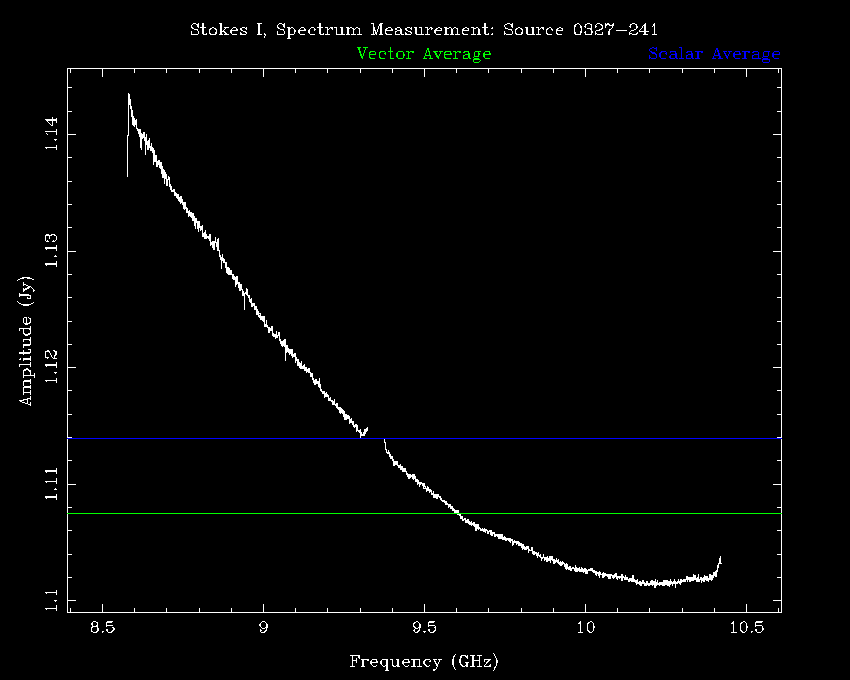 Stokes I, Spectrum Measurement: Source 0327-241
Vector Average
Scalar Average
1.14
1.13
1.12
1.11
1.1
Amplitude (Jy)
8.5
9
9.5
10
10.5
Frequency (GHz)